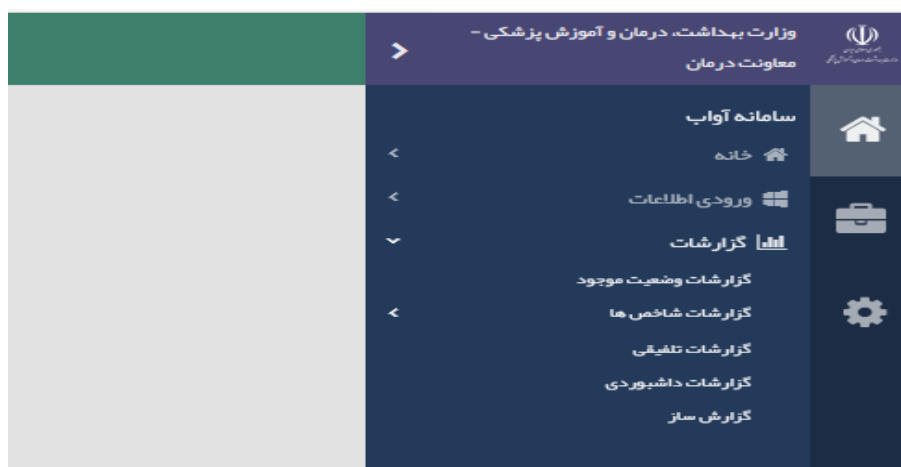 وزارت بهداشت، درمان و آموزش پزشکی -
معاونت درمان
سامانه آواب
خانه
ورودی اطلاعات
گزارشات
گزارشات وضعیت موجود
گزارشات شاخص ها
گزارشات تلفیقی
گزارشات داشبوردی
گزارش ساز